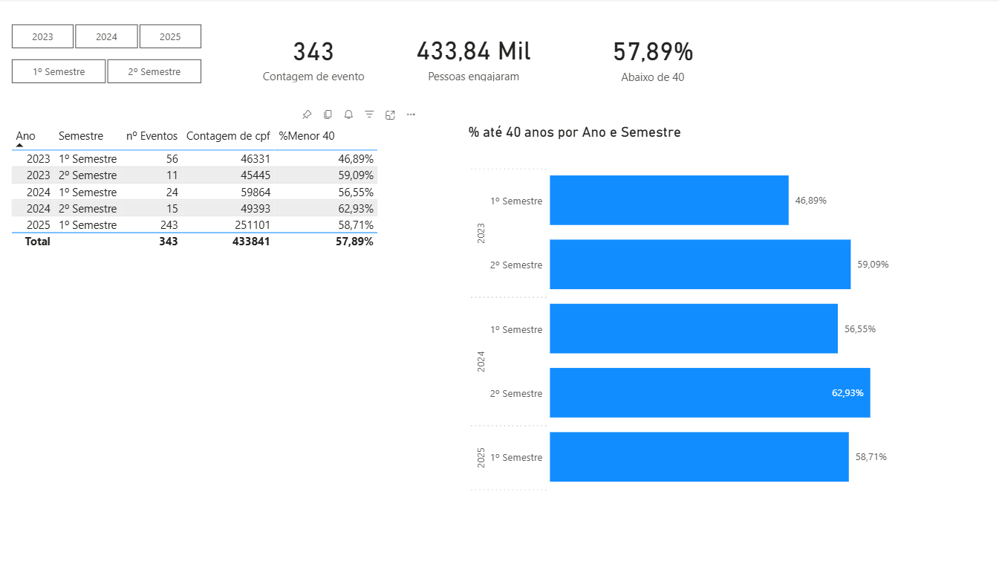 2023 2024 2025
1º Semestre 2º Semestre
343
Contagem de evento
433,84 Mil
Pessoas engajaram
57,89%
Abaixo de 40
Ano Semestre nº Eventos Contagem de cpf %Menor 40
2023 1º Semestre 56 46331 46,89%
2023 2º Semestre 11 45445 59,09%
2024 1º Semestre 24 59864 56,55%
2024 2º Semestre 15 49393 62,93%
2025 1º Semestre 243 251101 58,71%
Total 343 433841 57,89%
% até 40 anos por Ano e Semestre
2023
1º Semestre 46,89%
2º Semestre 59,09%
2024
1º Semestre 56,55%
2º Semestre 62,93%
2025
1º Semestre 58,71%